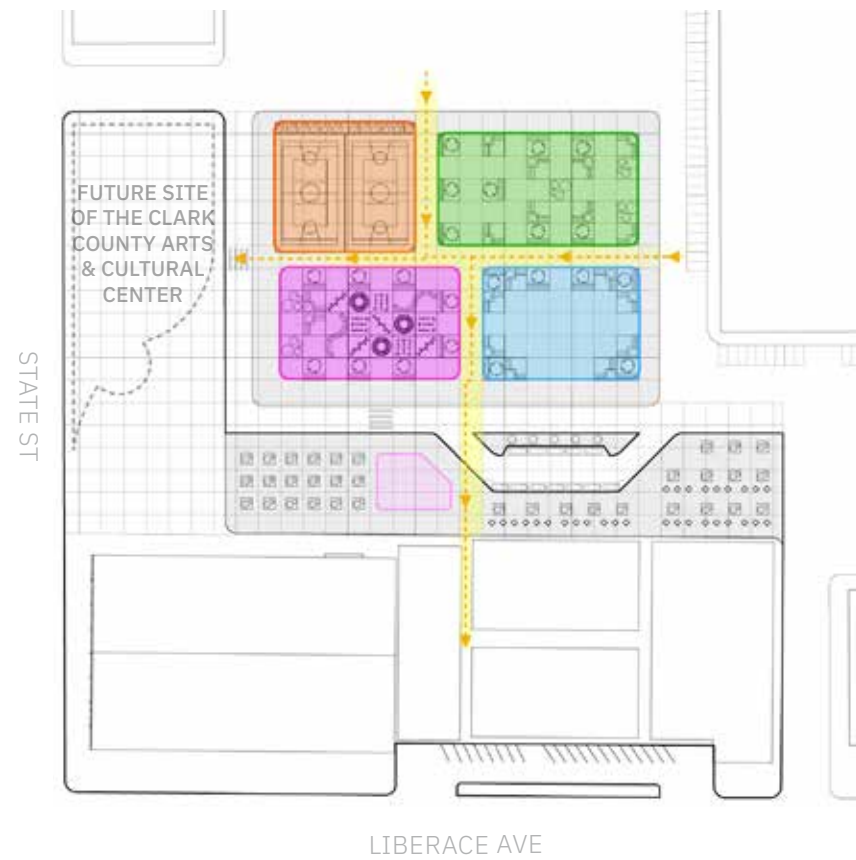 FUTURE SITE
OF THE CLARK
COUNTY ARTS
& CULTURAL
CENTER
STATE ST
LIBERACE AVE